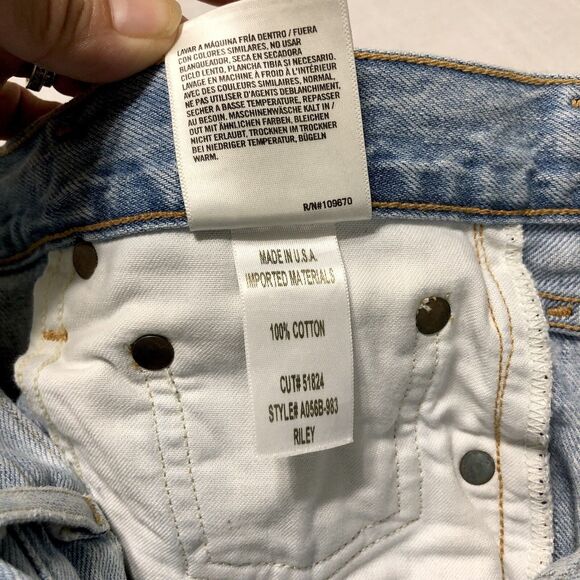 LAVAR A MÁQUINA FRÍA DENTRO / FUERA
CON COLORES SIMILARES, NO USAR
BLANQUEADOR, SECA EN SECADORA
CICLO LENTO, PLANCHA TIBIA SI NECESARIO.
LAVAGE EN MACHINE À FROID À L'INTÉRIEUR
AVEC DES COULEURS SIMILAIRES, NORMAL,
NE PAS UTILISER D'AGENTS DEBLANCHIMENT,
SÉCHER A BASSE TEMPERATURE, REPASSER
AU BESOIN, MASCHINENWÄSCHE KALT IN /
OUT MIT ÄHNLICHEN FARBEN, BLEICHEN
NICHT ERLAUBT, TROCKNEN IM TROCKNER
BEI NIEDRIGER TEMPERATUR, BÜGELN
WARM.
R/N#109670
MADE IN U.S.A.
IMPORTED MATERIALS
100% COTTON
CUT# 51824
STYLE# A056B-983
RILEY